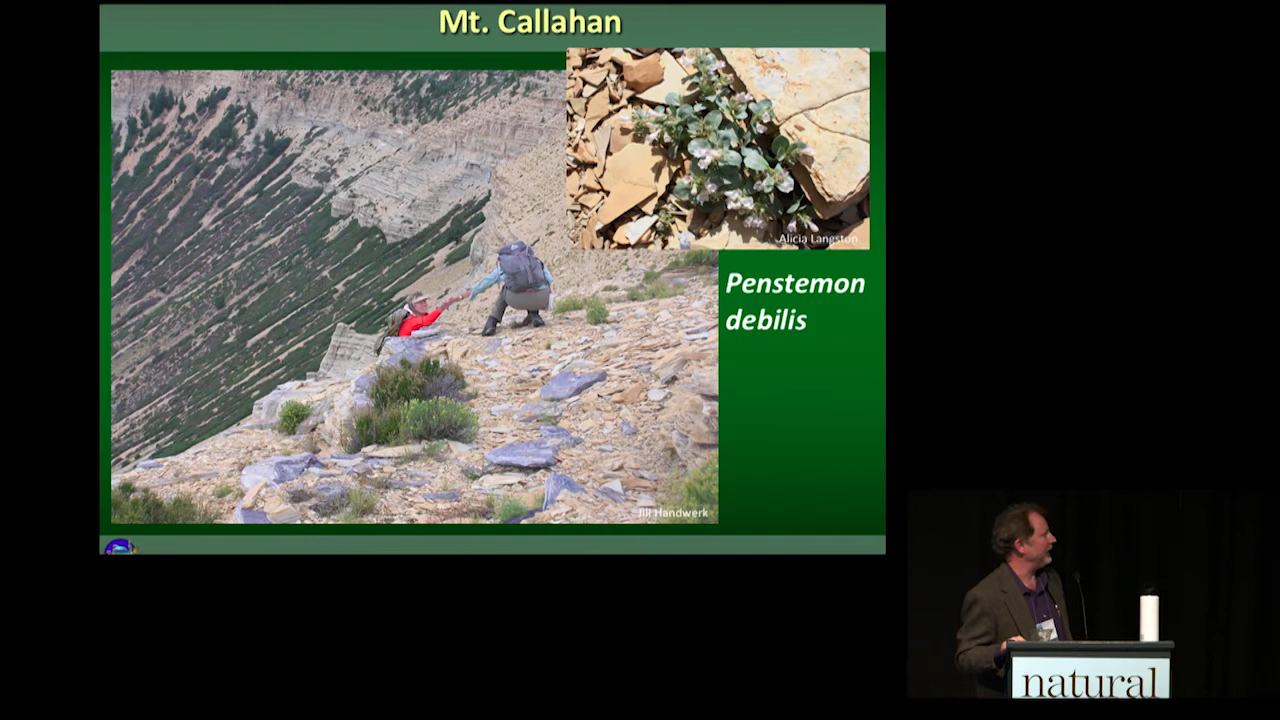 Mt. Callahan
Alicia Langston
Penstemon
debilis
Jill Handwerk
natural